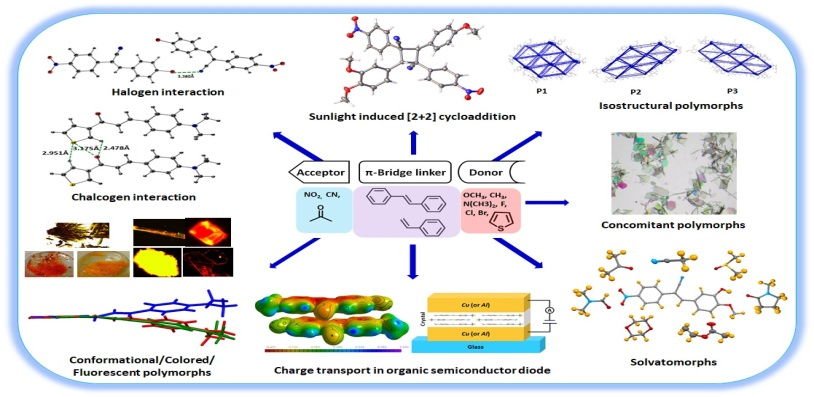 Halogen interaction
Sunlight induced [2+2] cycloaddition
P1
P2
P3
Isostructural polymorphs
2.951Å
3.175Å
2.478Å
Chalcogen interaction
Acceptor
π-Bridge linker
Donor
NO₂, CN,
O
OCH₃, CH₃,
N(CH3)₂, F,
Cl, Br,
S
Concomitant polymorphs
Conformational/Colored/
Fluorescent polymorphs
Crystal
Cu (or Al)
Cu (or Al)
Glass
A
Charge transport in organic semiconductor diode
Solvatomorphs